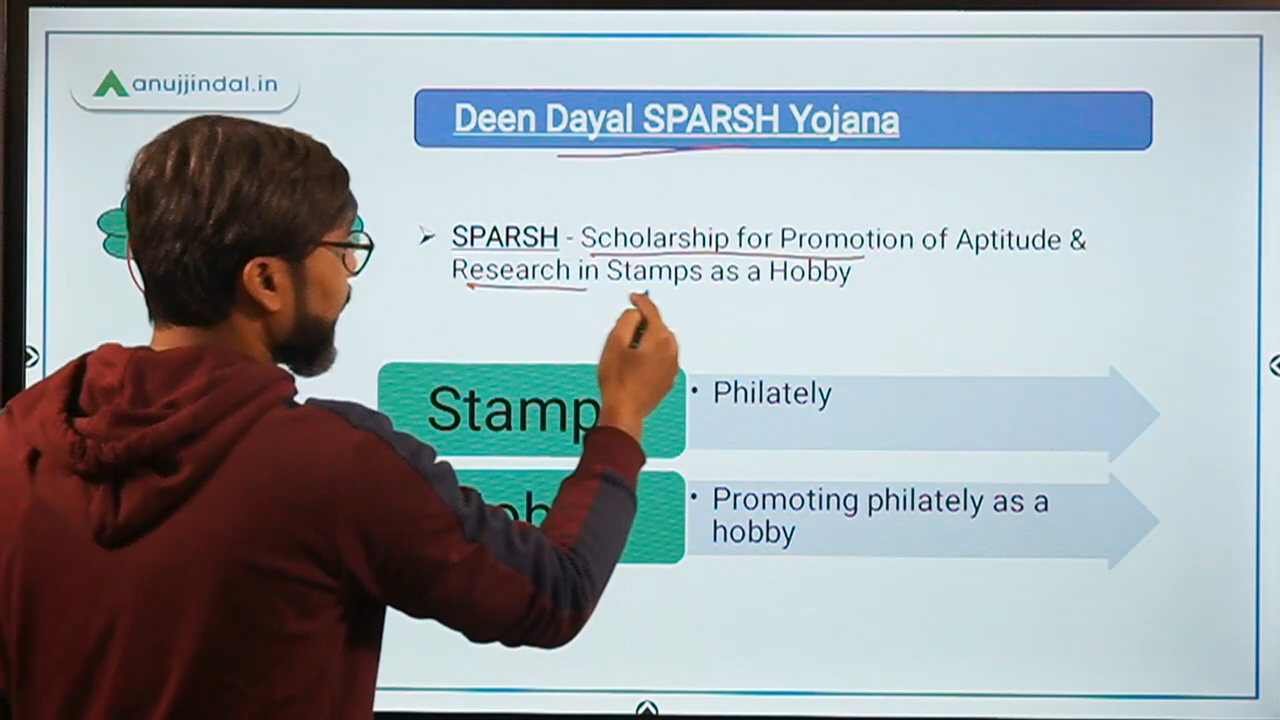 anujjindal.in
Deen Dayal SPARSH Yojana
SPARSH - Scholarship for Promotion of Aptitude &
Research in Stamps as a Hobby
• Philately
• Promoting philately as a
hobby